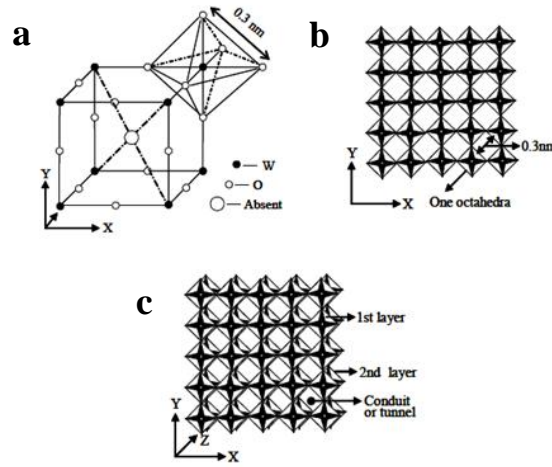 a
0.3 nm
W
O
Absent
Y
X
b
0.3nm
Y
X
One octahedra
c
1st layer
2nd layer
Conduit
or tunnel
Y
Z
X